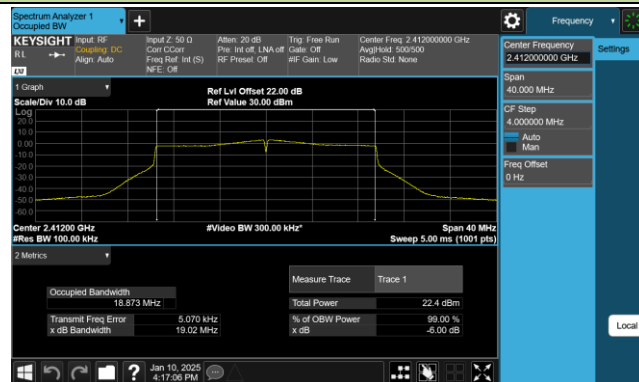 Spectrum Analyzer 1
Occupied BW
Frequency
KEYSIGHT
Input: RF
Input Z: 50 Ω
Atten: 20 dB
Trig: Free Run
Center Freq: 2.412000000 GHz
RL
Coupling: DC
Corr CCorr
Pre: Int off, LNA off
Gate: Off
Avg|Hold: 500/500
Align: Auto
Freq Ref: Int (S)
RF Preset: Off
#IF Gain: Low
Radio Std: None
LXI
NFE: Off
Center Frequency
2.412000000 GHz
Settings
Span
40.000 MHz
CF Step
4.000000 MHz
Auto
Man
Freq Offset
0 Hz
Local
1 Graph
Ref Lvl Offset 22.00 dB
Scale/Div 10.0 dB
Ref Value 30.00 dBm
Log
20.0
10.0
0.00
-10.0
-20.0
-30.0
-40.0
-50.0
-60.0
Center 2.41200 GHz
#Video BW 300.00 kHz*
Span 40 MHz
#Res BW 100.00 kHz
Sweep 5.00 ms (1001 pts)
2 Metrics
Measure Trace
Trace 1
Occupied Bandwidth
18.873 MHz
Total Power
22.4 dBm
Transmit Freq Error
5.070 kHz
% of OBW Power
99.00 %
x dB Bandwidth
19.02 MHz
x dB
-6.00 dB
Jan 10, 2025
4:17:06 PM